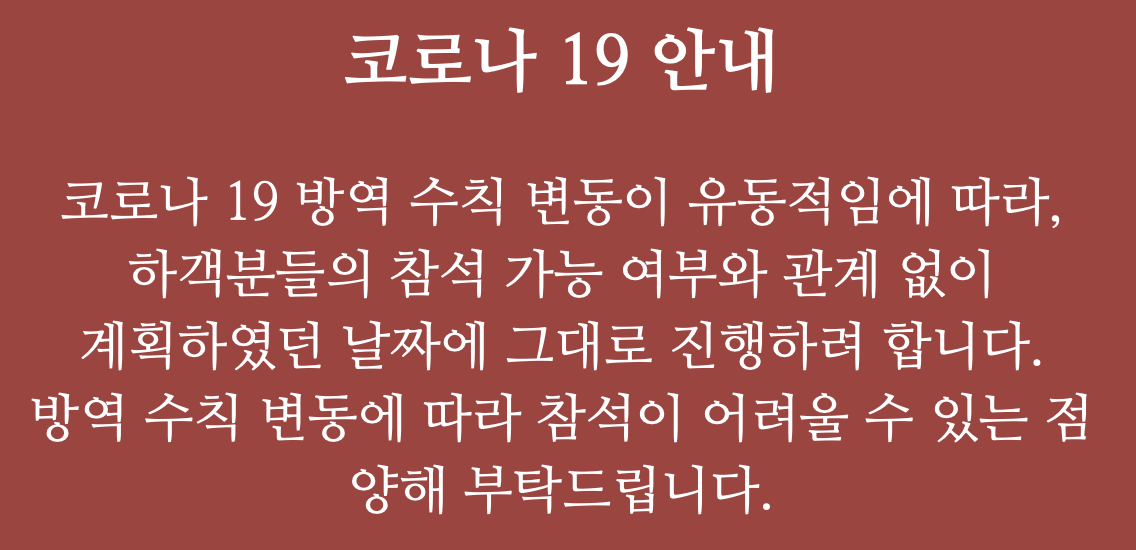 코로나 19 안내
코로나 19 방역 수칙 변동이 유동적임에 따라,
하객분들의 참석 가능 여부와 관계 없이
계획하였던 날짜에 그대로 진행하려 합니다.
방역 수칙 변동에 따라 참석이 어려울 수 있는 점
양해 부탁드립니다.